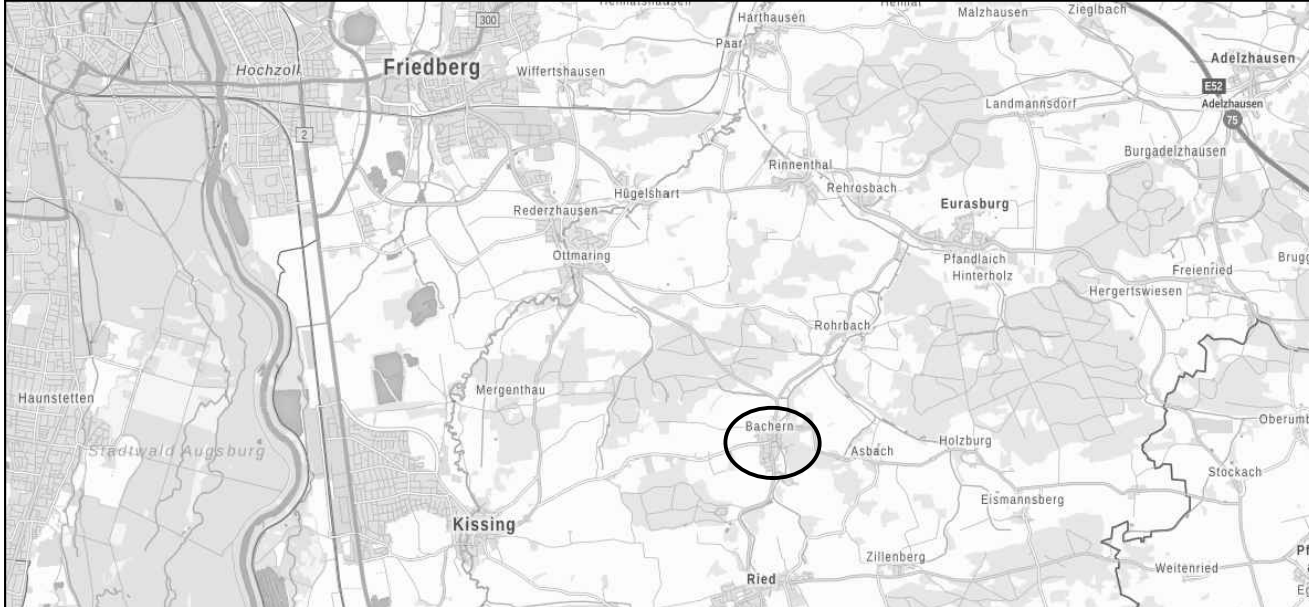 Harthausen
Malzhausen
Zieglbach
300
Paar
Hochzoll
Friedberg
Wiffertshausen
Adelzhausen
E52
Adelzhausen
75
Landmannsdorf
2
Burgadelzhausen
Rinnenthal
Rehrosbach
Hügelshart
Eurasburg
Rederzhausen
Ottmaring
Pfandlaich
Hinterholz
Freienried
Brugg
Hergertswiesen
Rohrbach
Mergenthau
Haunstetten
Bachern
Oberumb
Stadtwald Augsburg
Asbach
Holzburg
Stockach
Eismannsberg
Kissing
Zillenberg
Weitenried
Ried